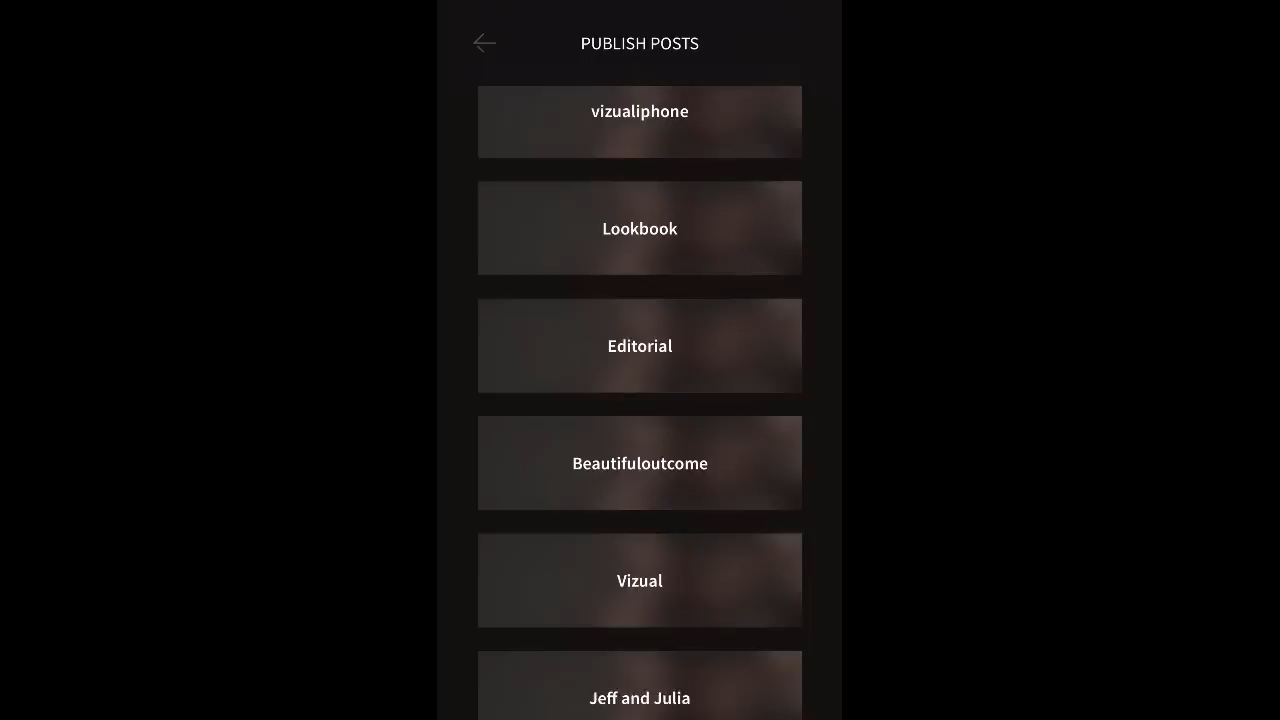 PUBLISH POSTS
vizualiphone
Lookbook
Editorial
Beautifuloutcome
Vizual
Jeff and Julia